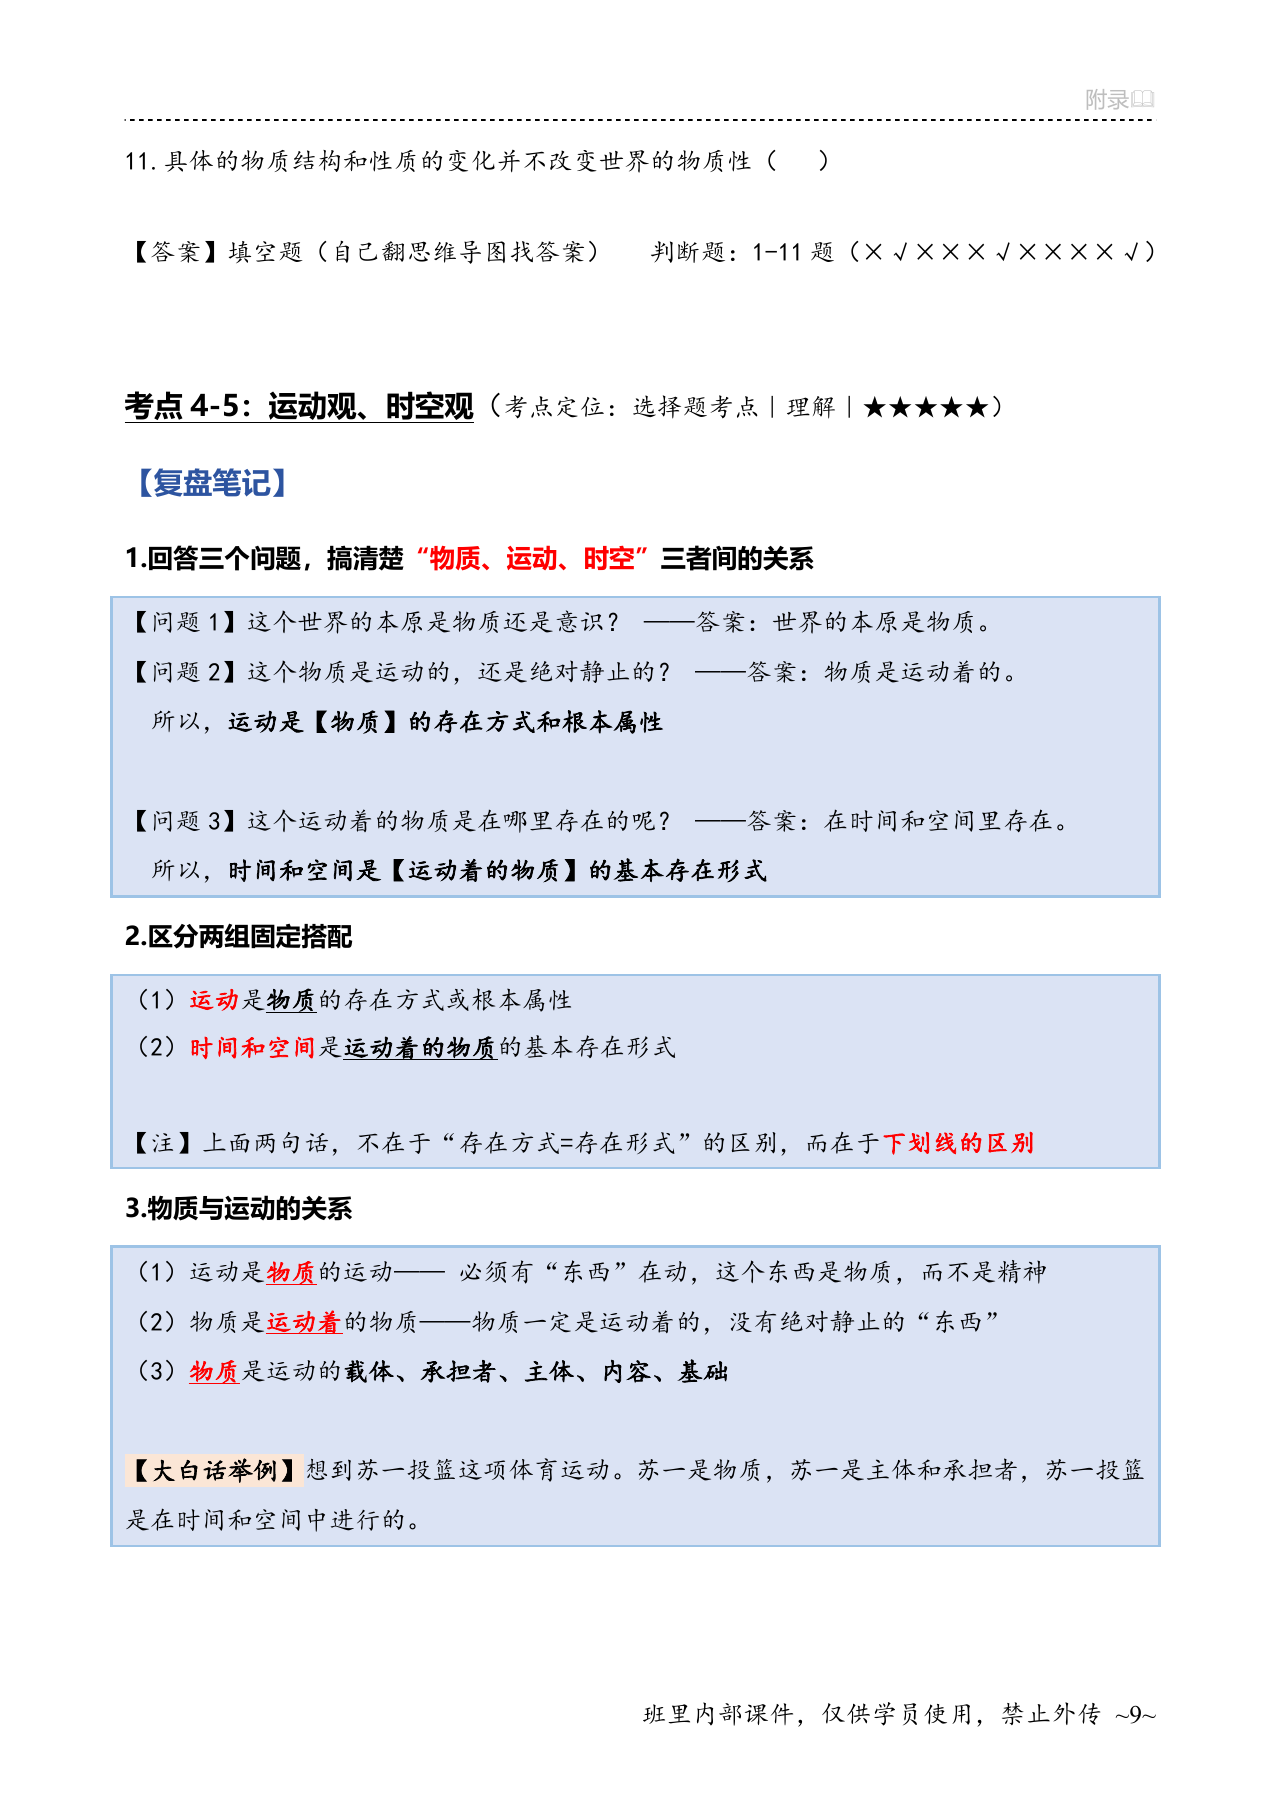 附录
11.具体的物质结构和性质的变化并不改变世界的物质性（　　）
【答案】填空题（自己翻思维导图找答案）　判断题：1-11 题（×√×××√××××√）
考点 4-5：运动观、时空观（考点定位：选择题考点|理解|★★★★★）
【复盘笔记】
1.回答三个问题，搞清楚“物质、运动、时空”三者间的关系
【问题 1】这个世界的本原是物质还是意识？ ——答案：世界的本原是物质。
【问题 2】这个物质是运动的，还是绝对静止的？ ——答案：物质是运动着的。
所以，运动是【物质】的存在方式和根本属性
【问题 3】这个运动着的物质是在哪里存在的呢？ ——答案：在时间和空间里存在。
所以，时间和空间是【运动着的物质】的基本存在形式
2.区分两组固定搭配
（1）运动是物质的存在方式或根本属性
（2）时间和空间是运动着的物质的基本存在形式
【注】上面两句话，不在于“存在方式=存在形式”的区别，而在于下划线的区别
3.物质与运动的关系
（1）运动是物质的运动—— 必须有“东西”在动，这个东西是物质，而不是精神
（2）物质是运动着的物质——物质一定是运动着的，没有绝对静止的“东西”
（3）物质是运动的载体、承担者、主体、内容、基础
【大白话举例】想到苏一投篮这项体育运动。苏一是物质，苏一是主体和承担者，苏一投篮
是在时间和空间中进行的。
班里内部课件，仅供学员使用，禁止外传 ~9~